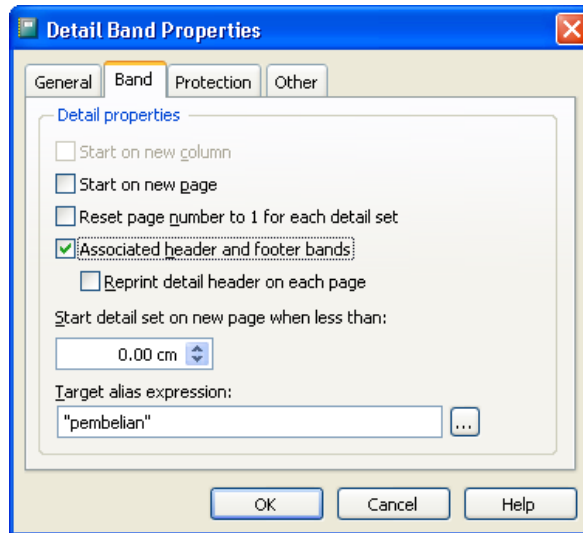 Detail Band Properties
General Band Protection Other
Detail properties
Start on new column
Start on new page
Reset page number to 1 for each detail set
Associated header and footer bands
Reprint detail header on each page
Start detail set on new page when less than:
0.00 cm
Target alias expression:
"pembelian" ...
OK Cancel Help